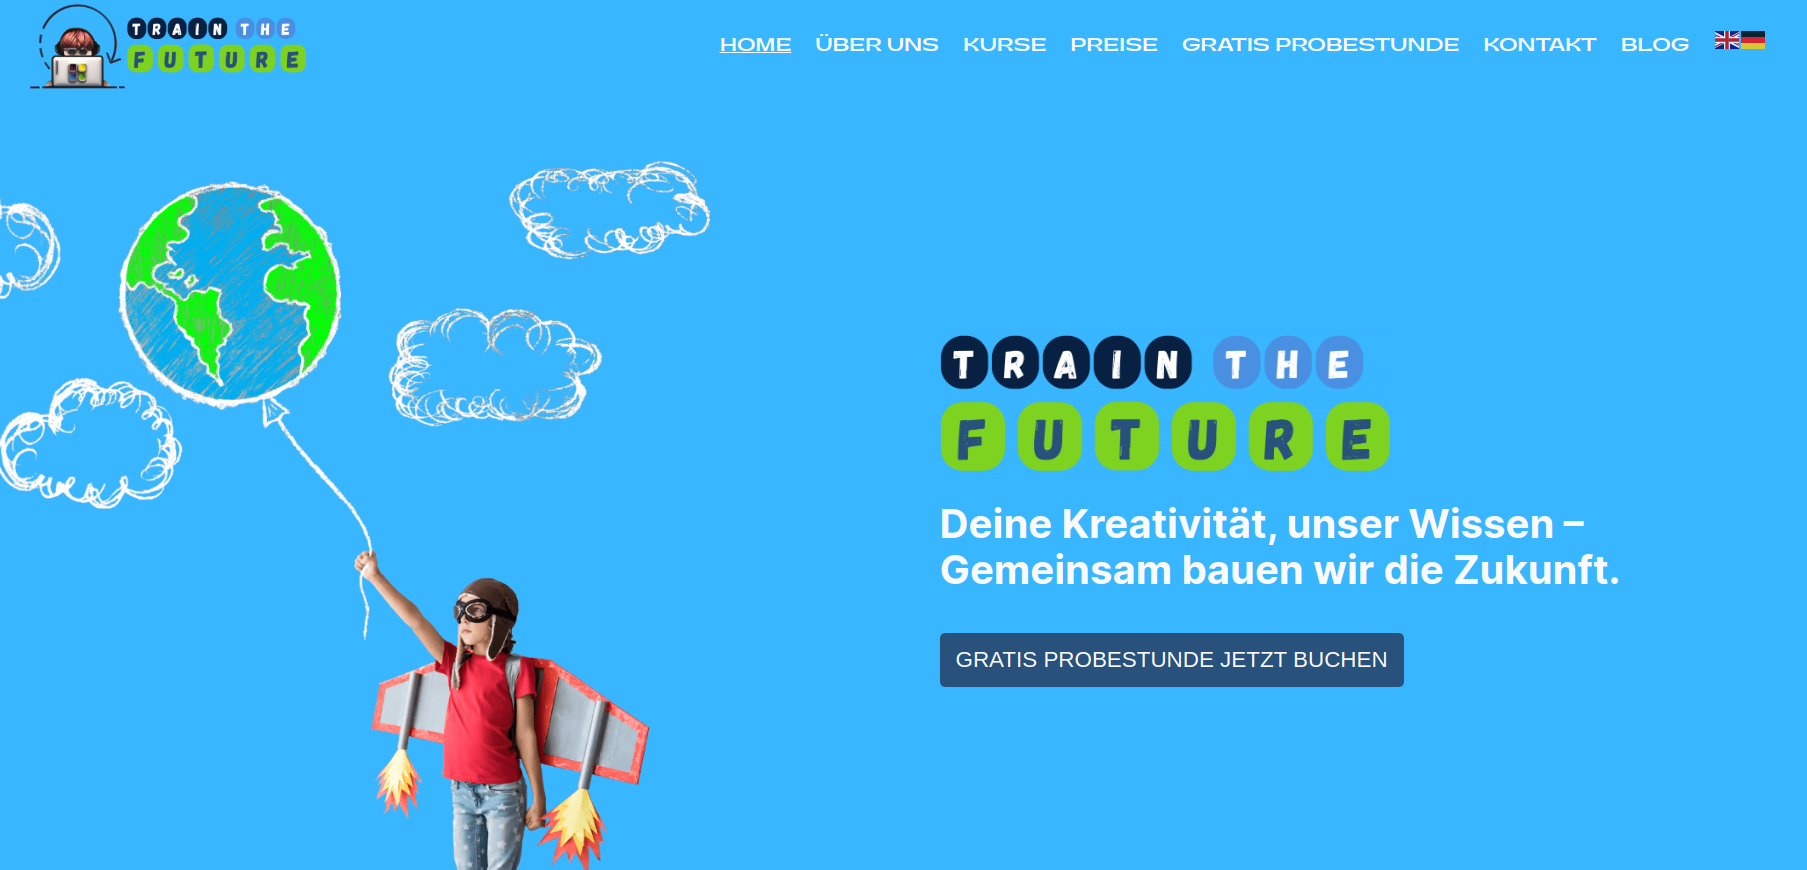 TRAIN THE
FUTURE
HOME ÜBER UNS KURSE PREISE GRATIS PROBESTUNDE KONTAKT BLOG
TRAIN THE
FUTURE
Deine Kreativität, unser Wissen –
Gemeinsam bauen wir die Zukunft.
GRATIS PROBESTUNDE JETZT BUCHEN